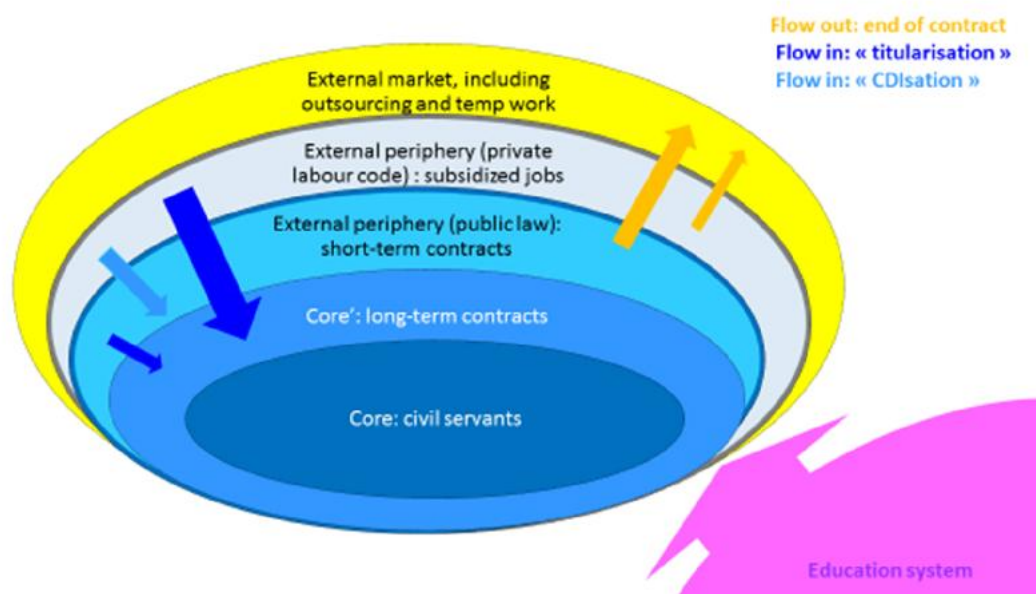 Flow out: end of contract
Flow in: « titularisation »
Flow in: « CDIsation »
External market, including
outsourcing and temp work
External periphery (private
labour code) : subsidized jobs
External periphery (public law):
short-term contracts
Core': long-term contracts
Core: civil servants
Education system